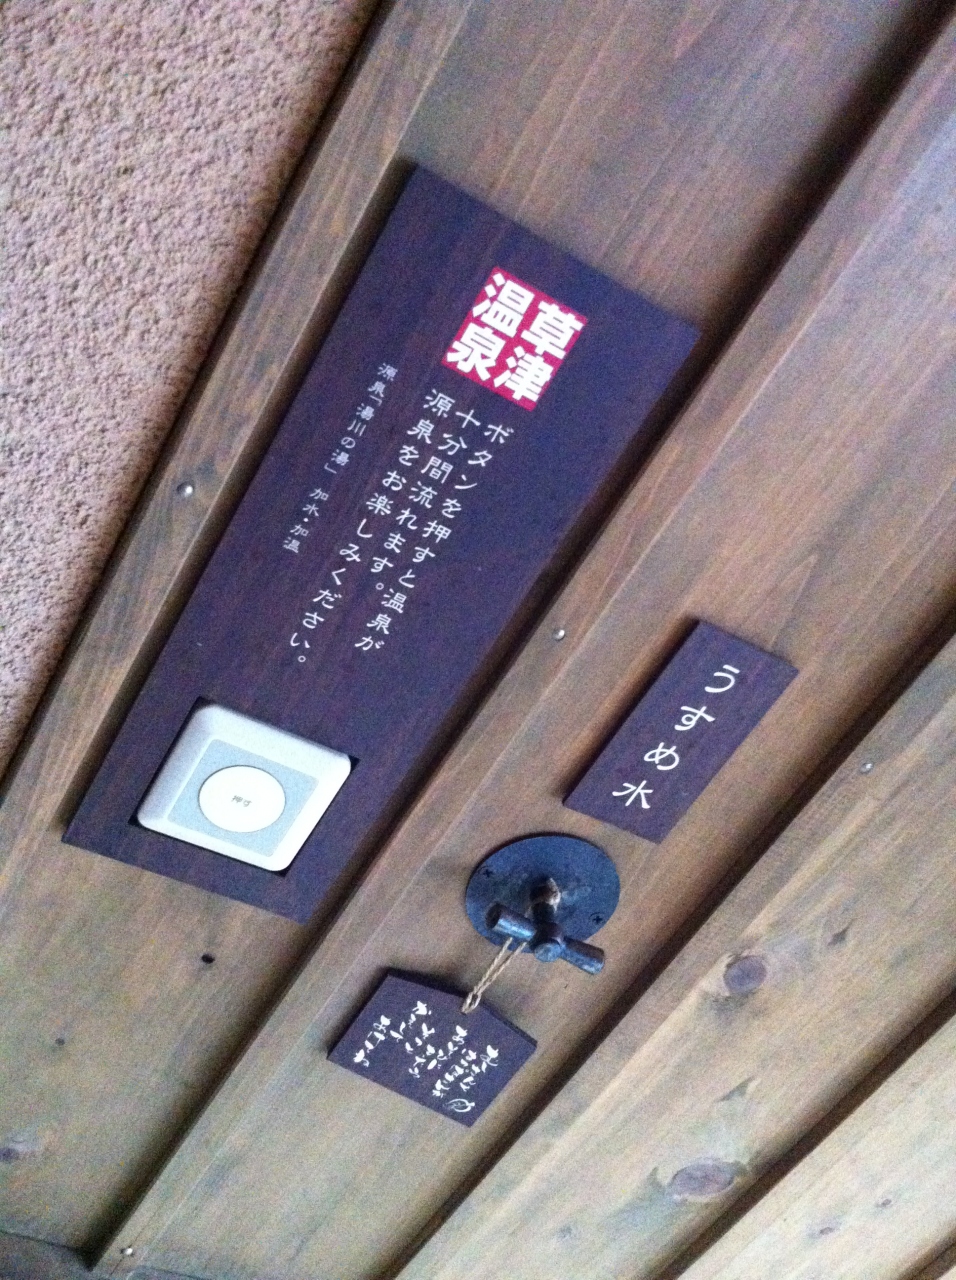 草津
温泉
ボタンを押すと温泉が
十分間流れます。
源泉をお楽しみください。
源泉「湯川の湯」 加水・加温
押す
うすめ水